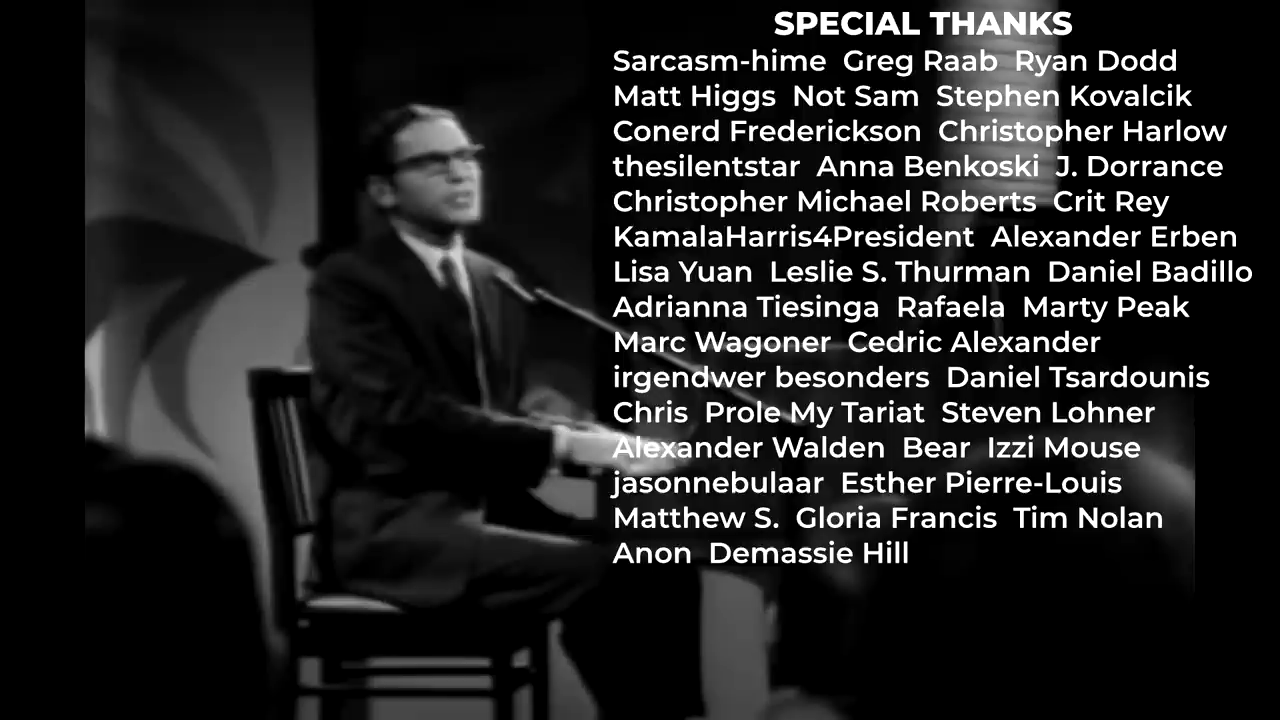 SPECIAL THANKS
Sarcasm-hime  Greg Raab  Ryan Dodd
Matt Higgs  Not Sam  Stephen Kovalcik
Conerd Frederickson  Christopher Harlow
thesilentstar  Anna Benkoski  J. Dorrance
Christopher Michael Roberts  Crit Rey
KamalaHarris4President  Alexander Erben
Lisa Yuan  Leslie S. Thurman  Daniel Badillo
Adrianna Tiesinga  Rafaela  Marty Peak
Marc Wagoner  Cedric Alexander
irgendwer besonders  Daniel Tsardounis
Chris  Prole My Tariat  Steven Lohner
Alexander Walden  Bear  Izzi Mouse
jasonnebulaar  Esther Pierre-Louis
Matthew S.  Gloria Francis  Tim Nolan
Anon  Demassie Hill